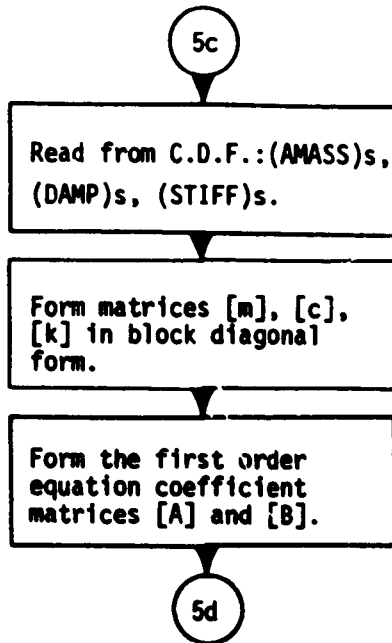 5c
Read from C.D.F.:(AMASS)s,
(DAMP)s, (STIFF)s.
Form matrices [m], [c],
[k] in block diagonal
form.
Form the first order
equation coefficient
matrices [A] and [B].
5d